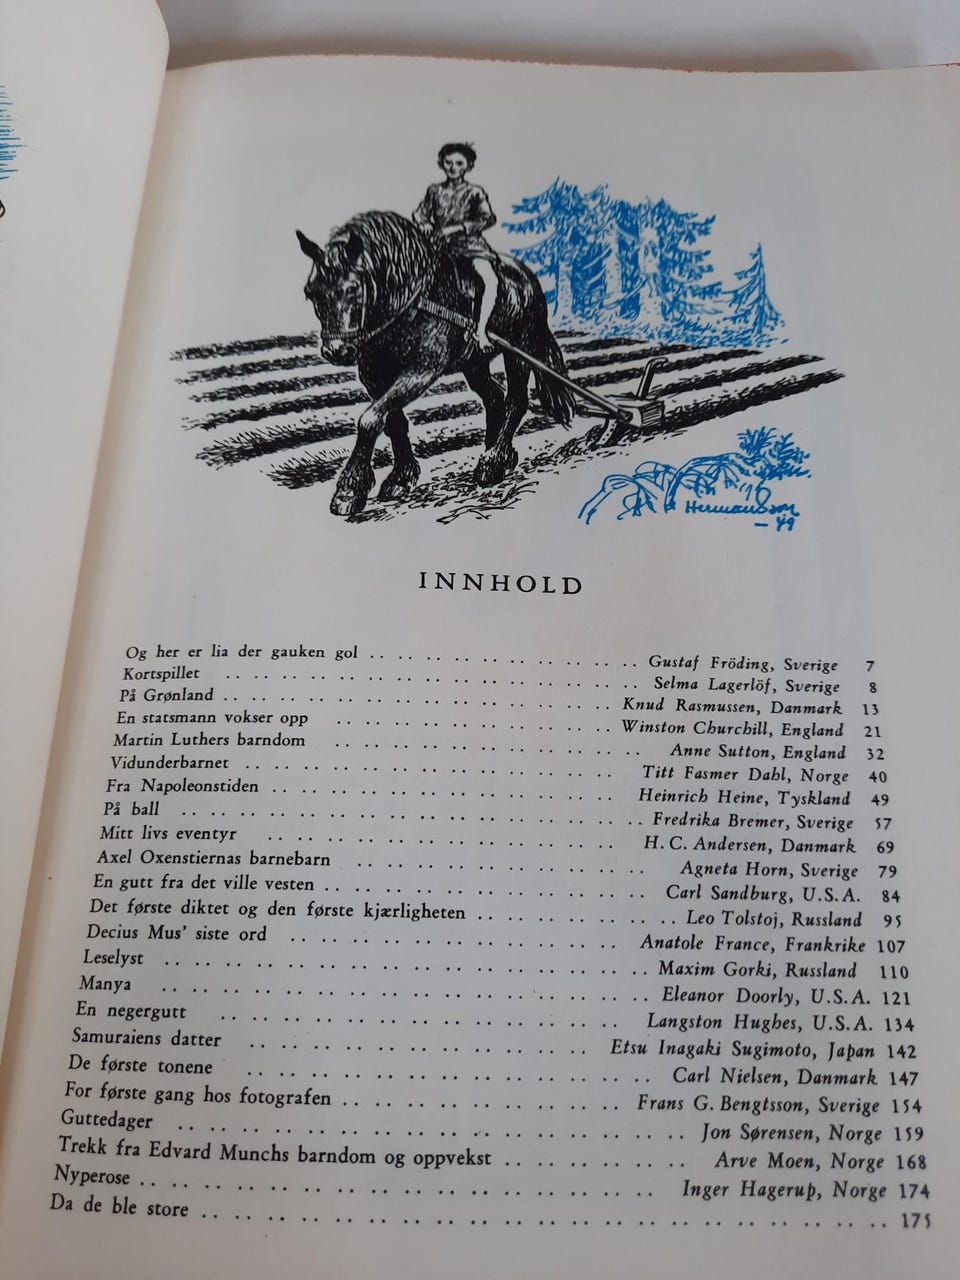 Hermanson
- 49
INNHOLD
Og her er lia der gauken gol .. .. .. .. .. .. .. .. .. .. Gustaf Fröding, Sverige 7
Kortspillet .. .. .. .. .. .. .. .. .. .. .. .. .. .. .. Selma Lagerlöf, Sverige 8
På Grønland .. .. .. .. .. .. .. .. .. .. .. .. .. .. Knud Rasmussen, Danmark 13
En statsmann vokser opp .. .. .. .. .. .. .. .. .. .. Winston Churchill, England 21
Martin Luthers barndom .. .. .. .. .. .. .. .. .. .. .. Anne Sutton, England 32
Vidunderbarnet .. .. .. .. .. .. .. .. .. .. .. .. .. Titt Fasmer Dahl, Norge 40
Fra Napoleonstiden .. .. .. .. .. .. .. .. .. .. .. .. Heinrich Heine, Tyskland 49
På ball .. .. .. .. .. .. .. .. .. .. .. .. .. .. .. .. Fredrika Bremer, Sverige 57
Mitt livs eventyr .. .. .. .. .. .. .. .. .. .. .. .. H. C. Andersen, Danmark 69
Axel Oxenstiernas barnebarn .. .. .. .. .. .. .. .. .. .. Agneta Horn, Sverige 79
En gutt fra det ville vesten .. .. .. .. .. .. .. .. .. .. Carl Sandburg, U.S.A. 84
Det første diktet og den første kjærligheten .. .. .. .. .. .. Leo Tolstoj, Russland 95
Decius Mus' siste ord .. .. .. .. .. .. .. .. .. .. .. Anatole France, Frankrike 107
Leselyst .. .. .. .. .. .. .. .. .. .. .. .. .. .. .. .. Maxim Gorki, Russland 110
Manya .. .. .. .. .. .. .. .. .. .. .. .. .. .. .. .. Eleanor Doorly, U.S.A. 121
En negergutt .. .. .. .. .. .. .. .. .. .. .. .. .. Langston Hughes, U.S.A. 134
Samuraiens datter .. .. .. .. .. .. .. .. .. .. .. Etsu Inagaki Sugimoto, Japan 142
De første tonene .. .. .. .. .. .. .. .. .. .. .. .. .. Carl Nielsen, Danmark 147
For første gang hos fotografen .. .. .. .. .. .. .. .. .. Frans G. Bengtsson, Sverige 154
Guttedager .. .. .. .. .. .. .. .. .. .. .. .. .. .. .. .. Jon Sørensen, Norge 159
Trekk fra Edvard Munchs barndom og oppvekst .. .. .. .. .. .. Arve Moen, Norge 168
Nyperose .. .. .. .. .. .. .. .. .. .. .. .. .. .. .. .. Inger Hagerup, Norge 174
Da de ble store .. .. .. .. .. .. .. .. .. .. .. .. .. .. .. .. .. .. .. .. .. 175